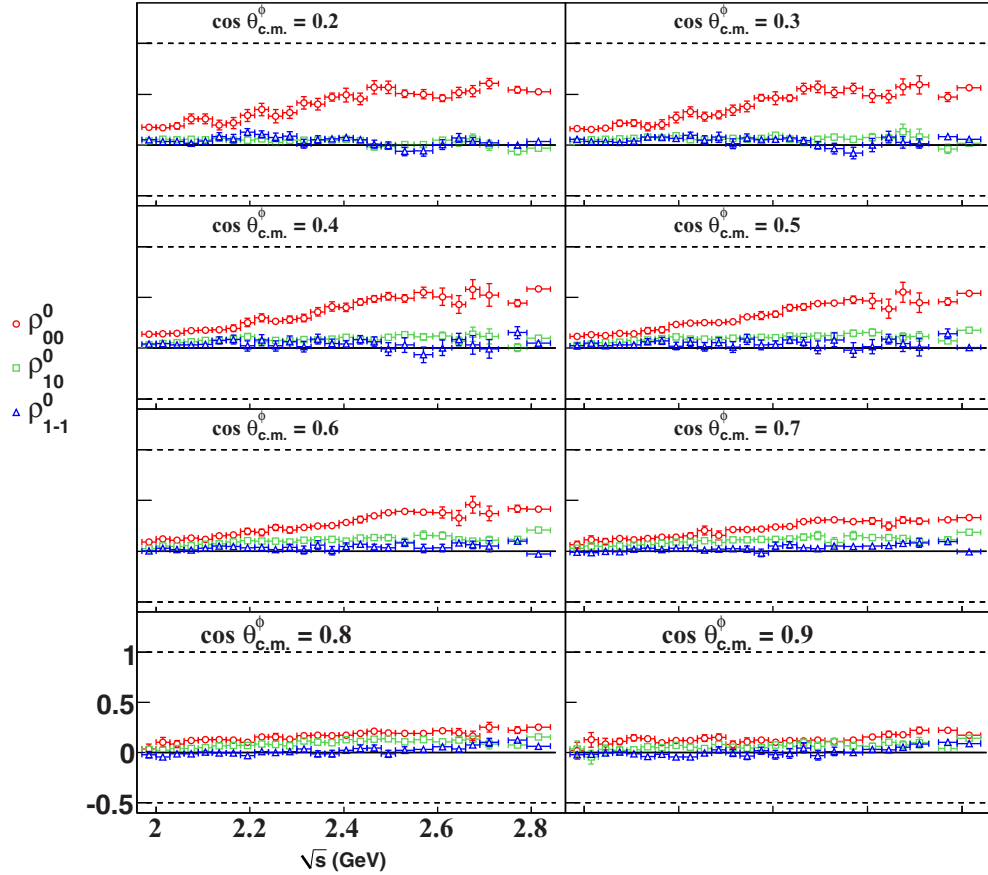 cos θ^ϕ_c.m. = 0.2
cos θ^ϕ_c.m. = 0.3
cos θ^ϕ_c.m. = 0.4
cos θ^ϕ_c.m. = 0.5
ρ^0_00
ρ^0_10
ρ^0_1-1
cos θ^ϕ_c.m. = 0.6
cos θ^ϕ_c.m. = 0.7
cos θ^ϕ_c.m. = 0.8
cos θ^ϕ_c.m. = 0.9
1
0.5
0
-0.5
2 2.2 2.4 2.6 2.8
√s (GeV)